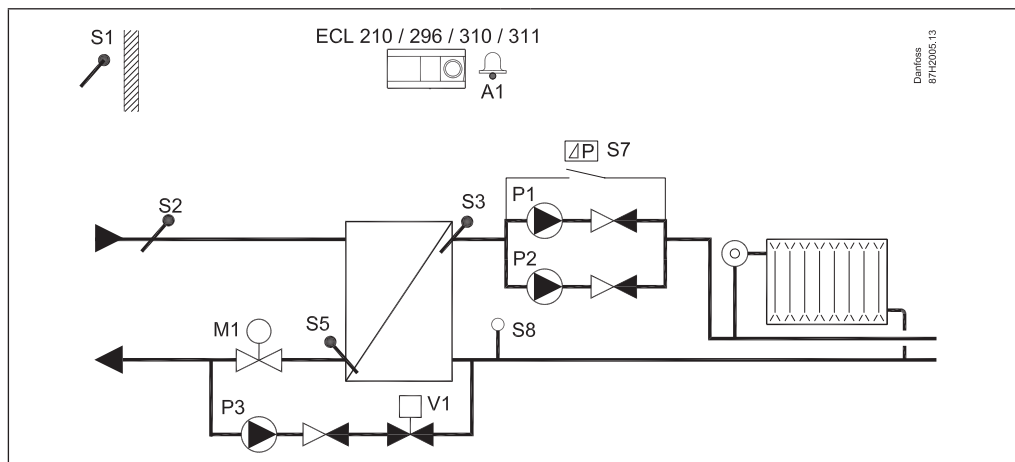 S1
ECL 210 / 296 / 310 / 311
A1
Danfoss
87H2005.13
P S7
S2
S3
P1
P2
M1
S5
S8
P3
V1